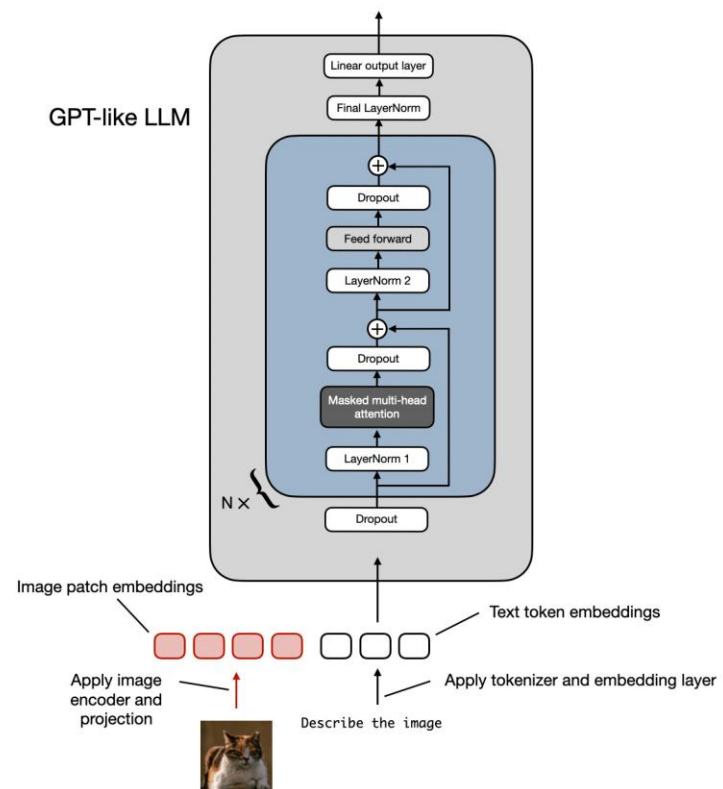 Linear output layer
GPT-like LLM
Final LayerNorm
+
Dropout
Feed forward
LayerNorm 2
+
Dropout
Masked multi-head
attention
LayerNorm 1
N ×
{
Dropout
Image patch embeddings
Text token embeddings
Apply image
encoder and
projection
Apply tokenizer and embedding layer
Describe the image